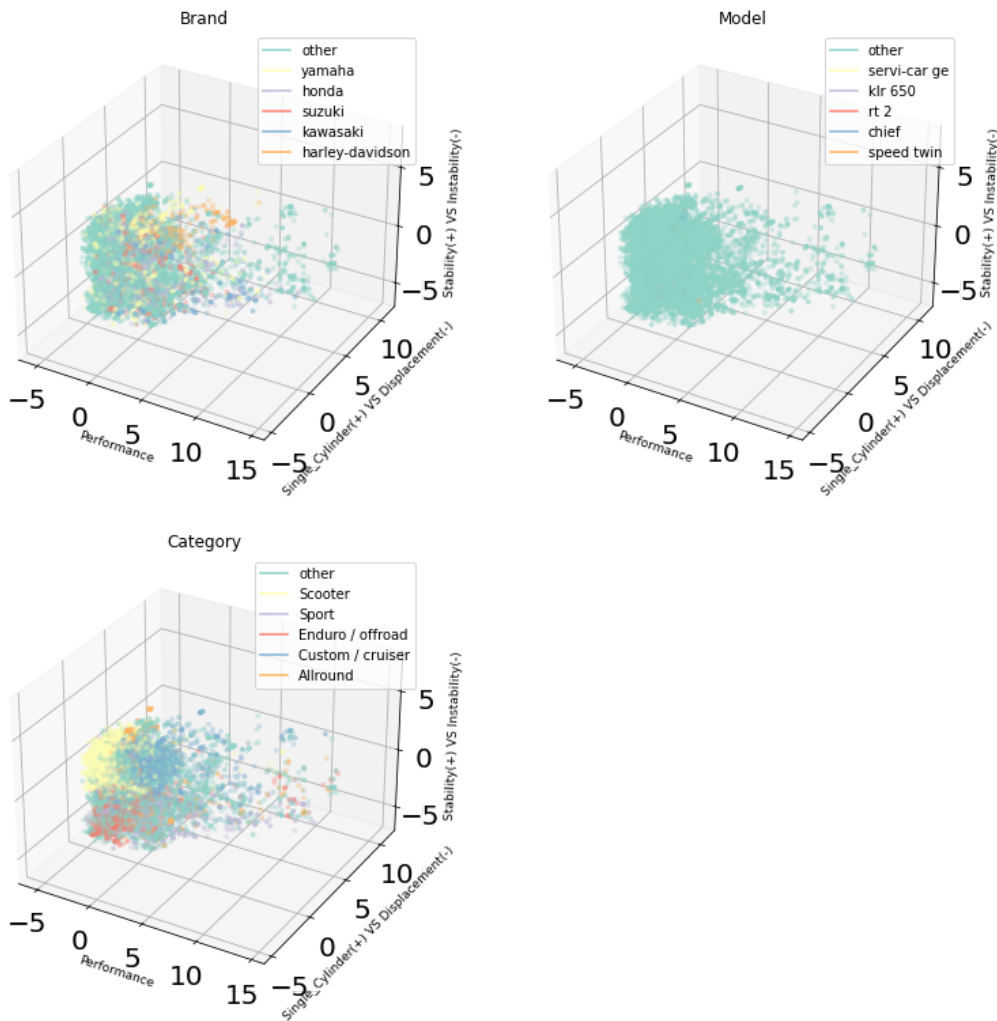 Brand
other
yamaha
honda
suzuki
kawasaki
harley-davidson
5
0
−5
Stability(+) VS Instability(-)
10
5
0
−5
Single_Cylinder(+) VS Displacement(-)
−5
0
5
10
15
Performance
Model
other
servi-car ge
klr 650
rt 2
chief
speed twin
5
0
−5
Stability(+) VS Instability(-)
10
5
0
−5
Single_Cylinder(+) VS Displacement(-)
−5
0
5
10
15
Performance
Category
other
Scooter
Sport
Enduro / offroad
Custom / cruiser
Allround
5
0
−5
Stability(+) VS Instability(-)
10
5
0
−5
Single_Cylinder(+) VS Displacement(-)
−5
0
5
10
15
Performance